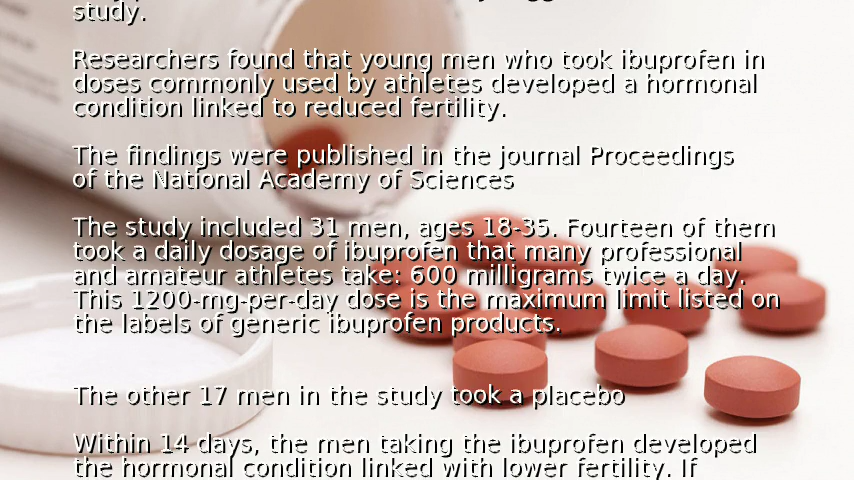 study.
Researchers found that young men who took ibuprofen in
doses commonly used by athletes developed a hormonal
condition linked to reduced fertility.
The findings were published in the journal Proceedings
of the National Academy of Sciences
The study included 31 men, ages 18-35. Fourteen of them
took a daily dosage of ibuprofen that many professional
and amateur athletes take: 600 milligrams twice a day.
This 1200-mg-per-day dose is the maximum limit listed on
the labels of generic ibuprofen products.
The other 17 men in the study took a placebo
Within 14 days, the men taking the ibuprofen developed
the hormonal condition linked with lower fertility. If